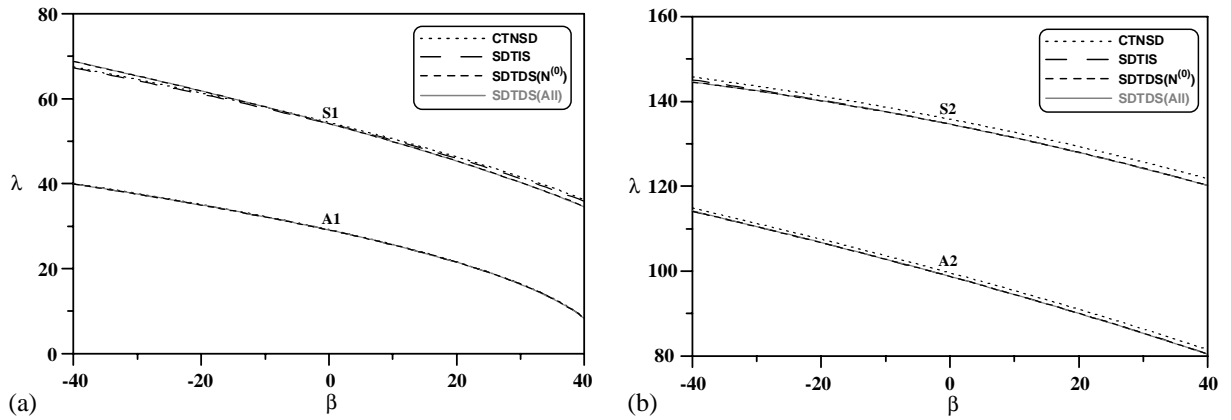 80
60
λ
40
20
0
-40
-20
0
20
40
β
(a)
CTNSD
SDTIS
SDTDS(N⁽⁰⁾)
SDTDS(All)
S1
A1
160
140
λ
120
100
80
-40
-20
0
20
40
β
(b)
CTNSD
SDTIS
SDTDS(N⁽⁰⁾)
SDTDS(All)
S2
A2